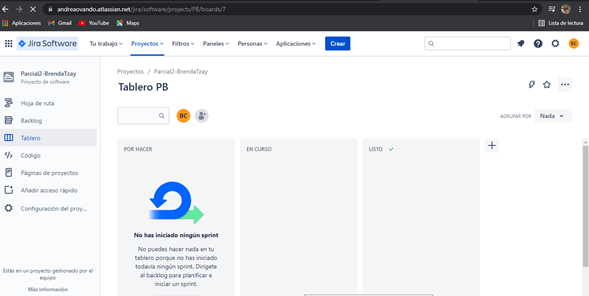 andreaovando.atlassian.net/jira/software/projects/PB/boards/7
Aplicaciones Gmail YouTube Maps Lista de lectura
Jira Software Tu trabajo Proyectos Filtros Paneles Personas Aplicaciones Crear BC
Parcial2-BrendaTzay
Proyecto de software
Hoja de ruta
Backlog
Tablero
Código
Páginas de proyectos
Añadir acceso rápido
Configuración del proy...
Estás en un proyecto gestionado por el
equipo
Más información
Proyectos / Parcial2-BrendaTzay
Tablero PB
BC AGRUPAR POR Nada
POR HACER EN CURSO LISTO
No has iniciado ningún sprint
No puedes hacer nada en tu
tablero porque no has iniciado
todavía ningún sprint. Dirígete
al backlog para planificar e
iniciar un sprint.